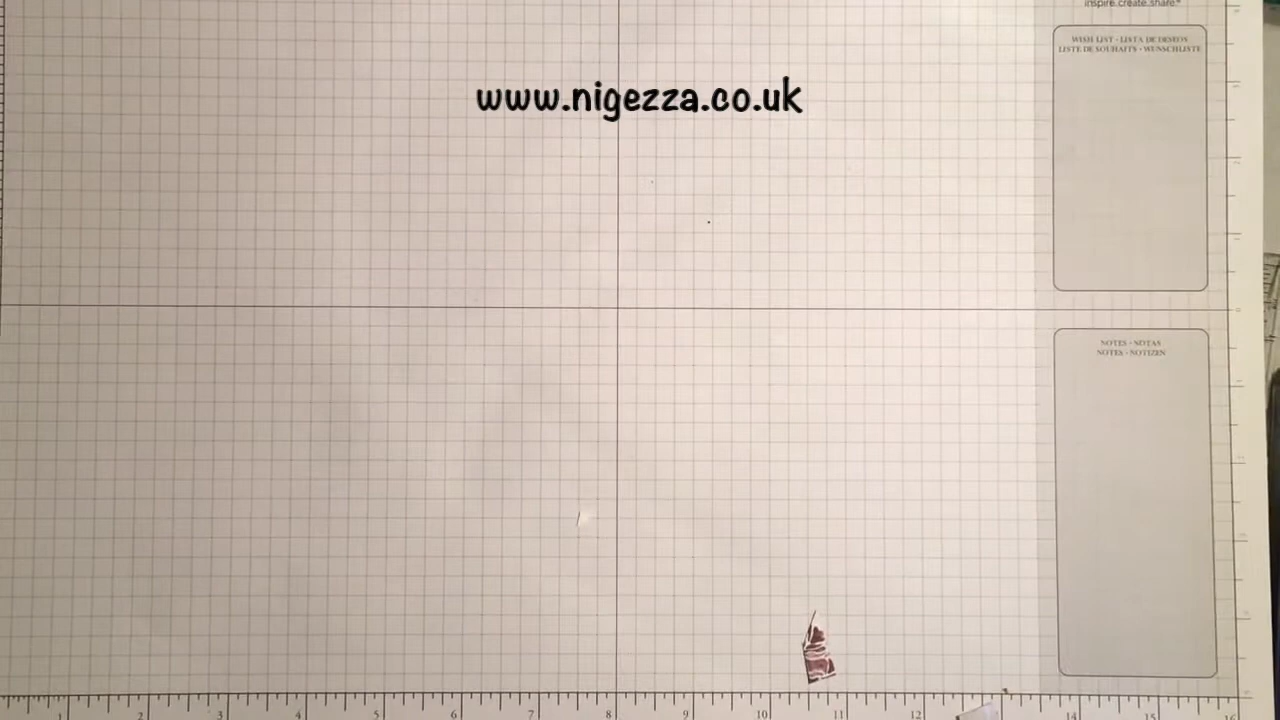 inspire.create.share.®
WISH LIST - LISTA DE DESEOS
LISTE DE SOUHAITS - WUNSCHLISTE
www.nigezza.co.uk
NOTES - NOTAS
NOTES - NOTIZEN
1 2 3 4 5 6 7 8 9 10 11 12 14 15 16